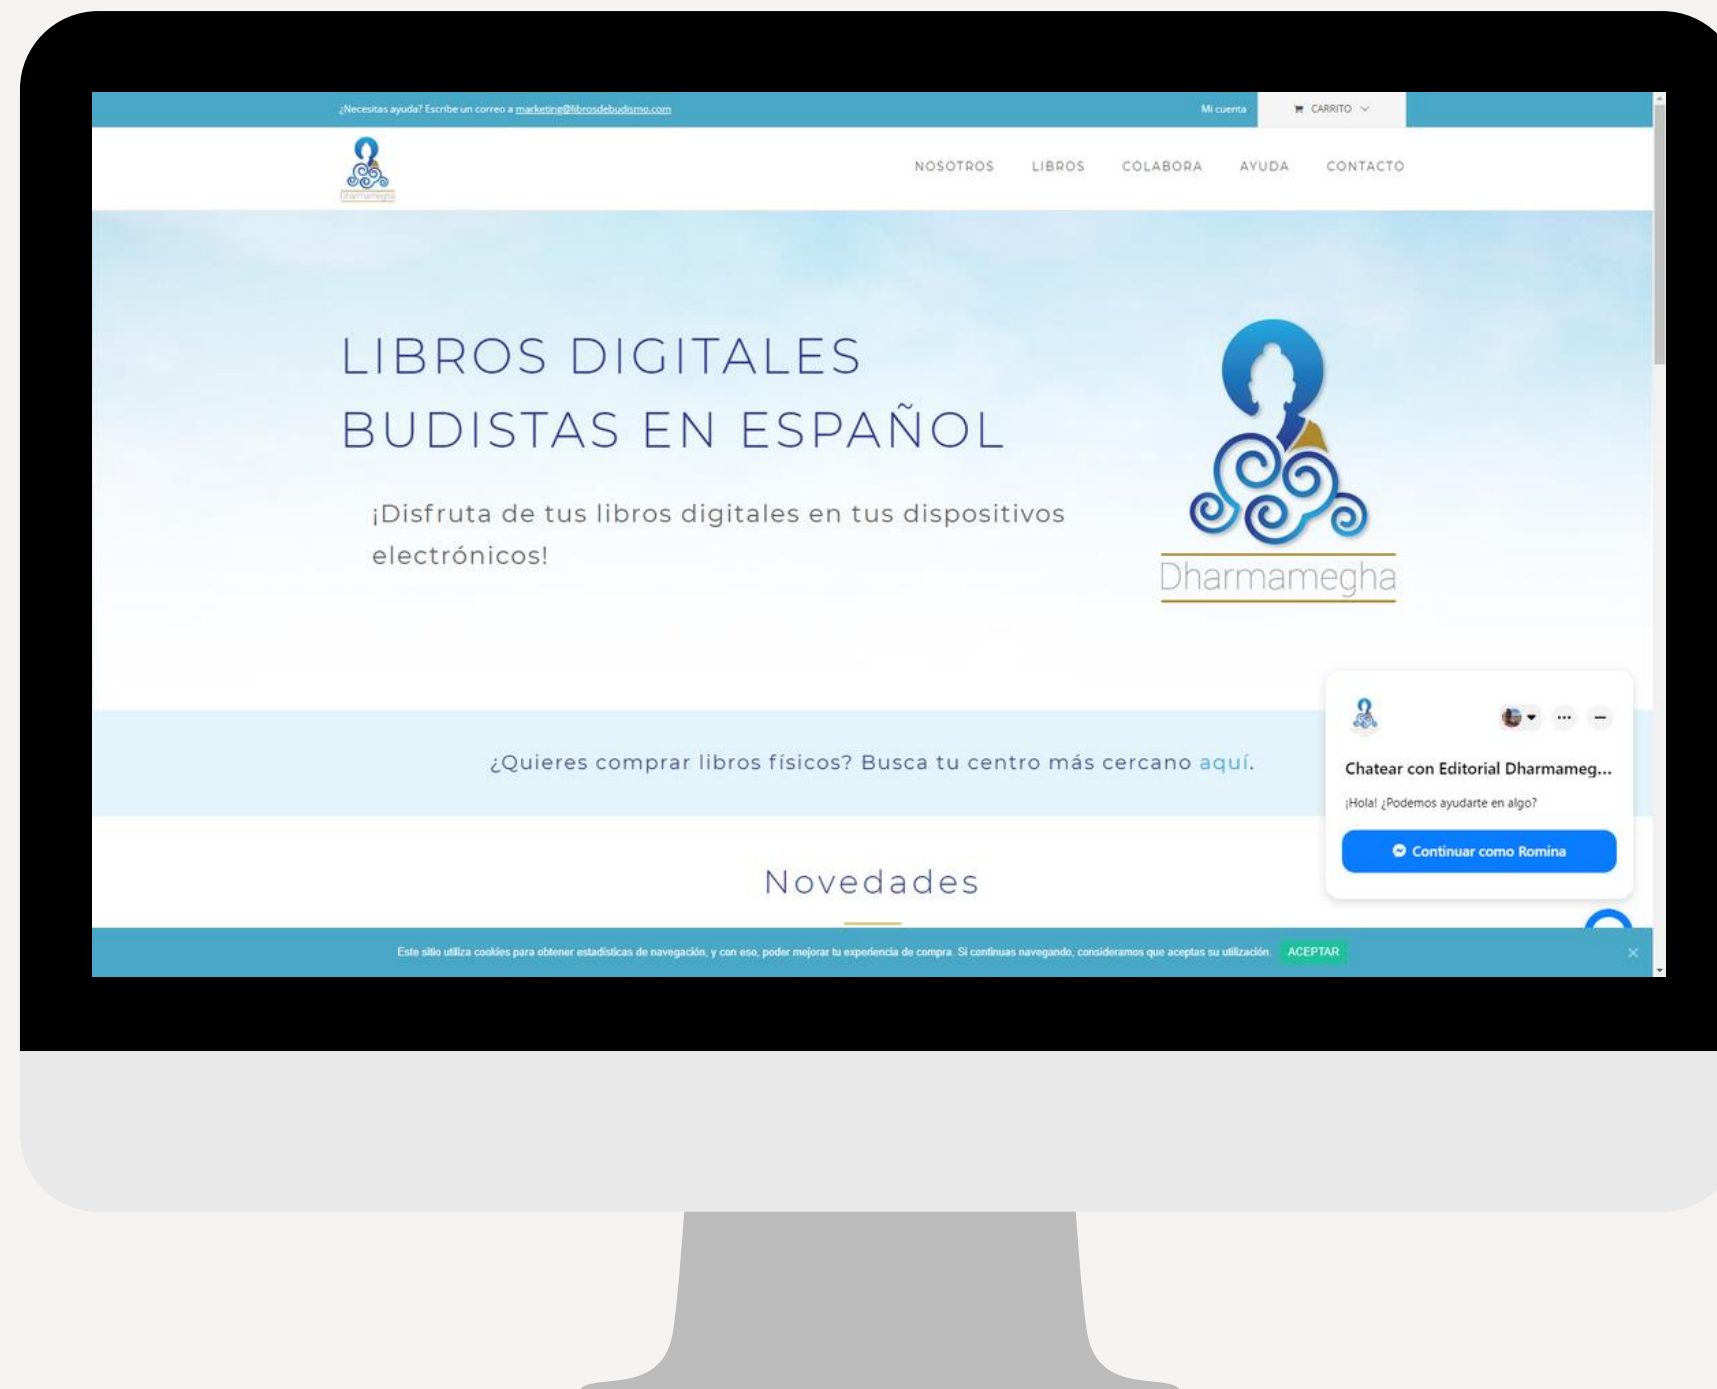 ¿Necesitas ayuda? Escribe un correo a marketing@librosdebudismo.com
Mi cuenta
CARRITO
Dharmamegha
NOSOTROS LIBROS COLABORA AYUDA CONTACTO
LIBROS DIGITALES
BUDISTAS EN ESPAÑOL
¡Disfruta de tus libros digitales en tus dispositivos
electrónicos!
Dharmamegha
¿Quieres comprar libros físicos? Busca tu centro más cercano aquí.
Chatear con Editorial Dharmameg...
¡Hola! ¿Podemos ayudarte en algo?
Continuar como Romina
Novedades
Este sitio utiliza cookies para obtener estadísticas de navegación, y con eso, poder mejorar tu experiencia de compra. Si continuas navegando, consideramos que aceptas su utilización. ACEPTAR